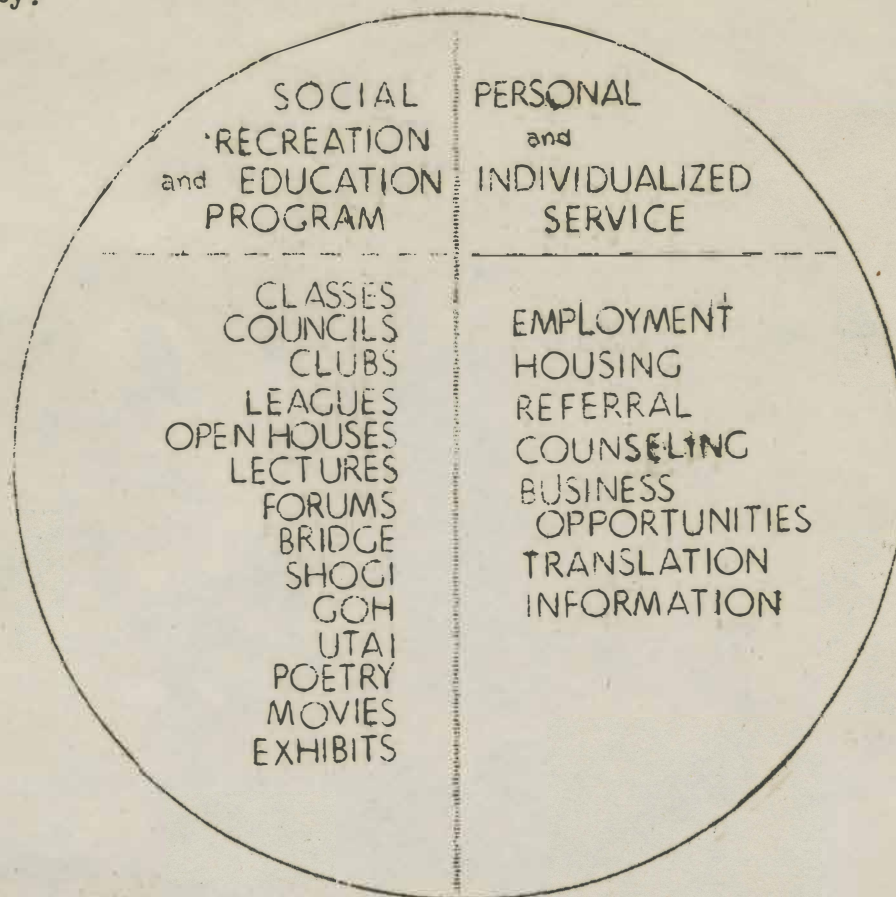 SOCIAL
RECREATION
and EDUCATION
PROGRAM
CLASSES
COUNCILS
CLUBS
LEAGUES
OPEN HOUSES
LECTURES
FORUMS
BRIDGE
SHOGI
GOH
UTAI
POETRY
MOVIES
EXHIBITS
PERSONAL
and
INDIVIDUALIZED
SERVICE
EMPLOYMENT
HOUSING
REFERRAL
COUNSELING
BUSINESS
OPPORTUNITIES
TRANSLATION
INFORMATION